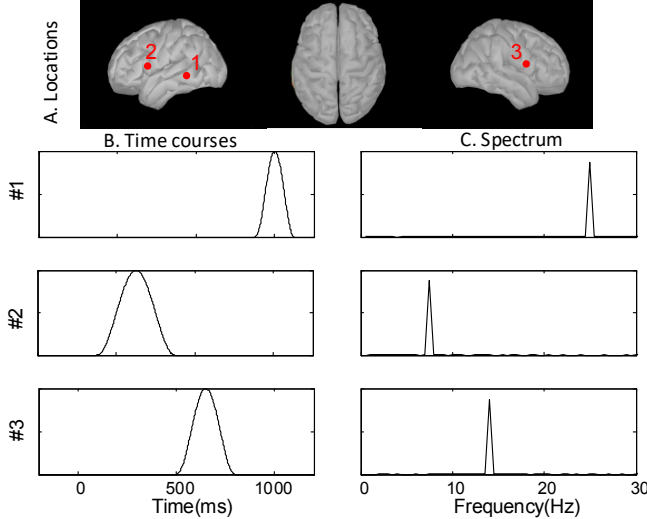 A. Locations
2
1
3
B. Time courses
C. Spectrum
#1
#2
#3
0
500
1000
0
10
20
30
Time(ms)
Frequency(Hz)